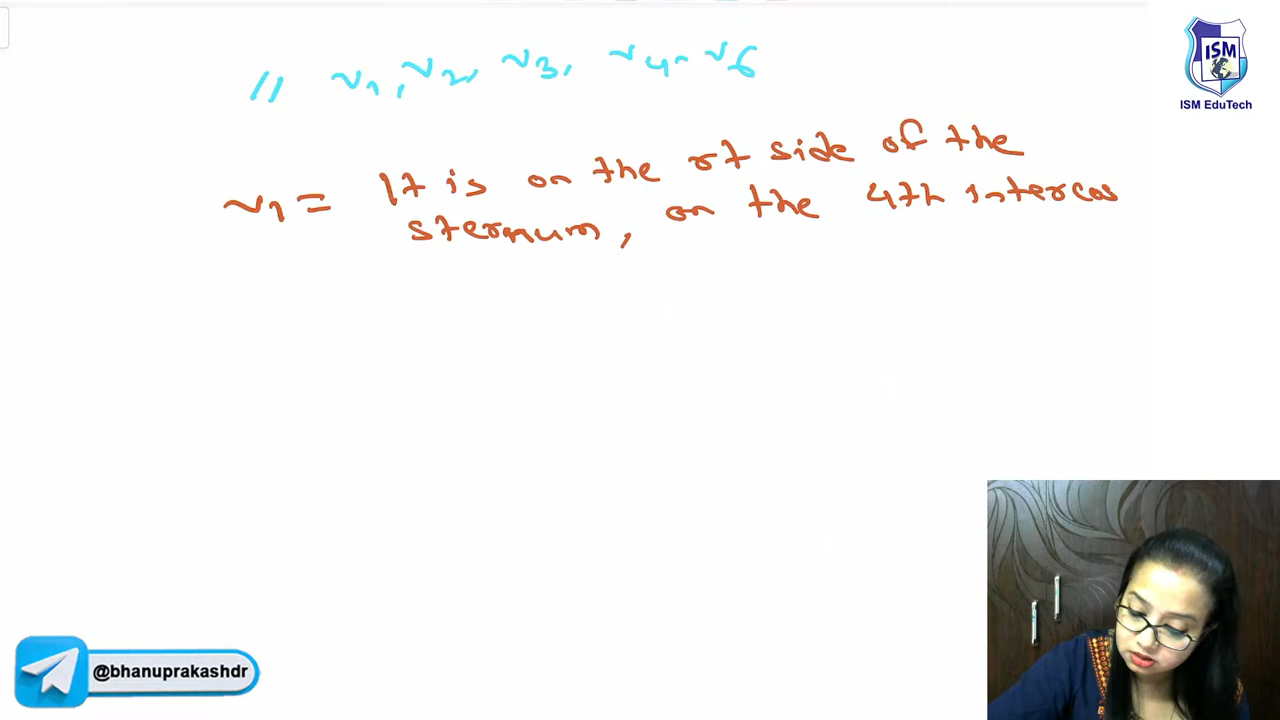 // V1, V2, V3, V4- V6
ISM
ISM EduTech
V1 = It is on the rt side of the
sternum, on the 4th intercos
@bhanuprakashdr